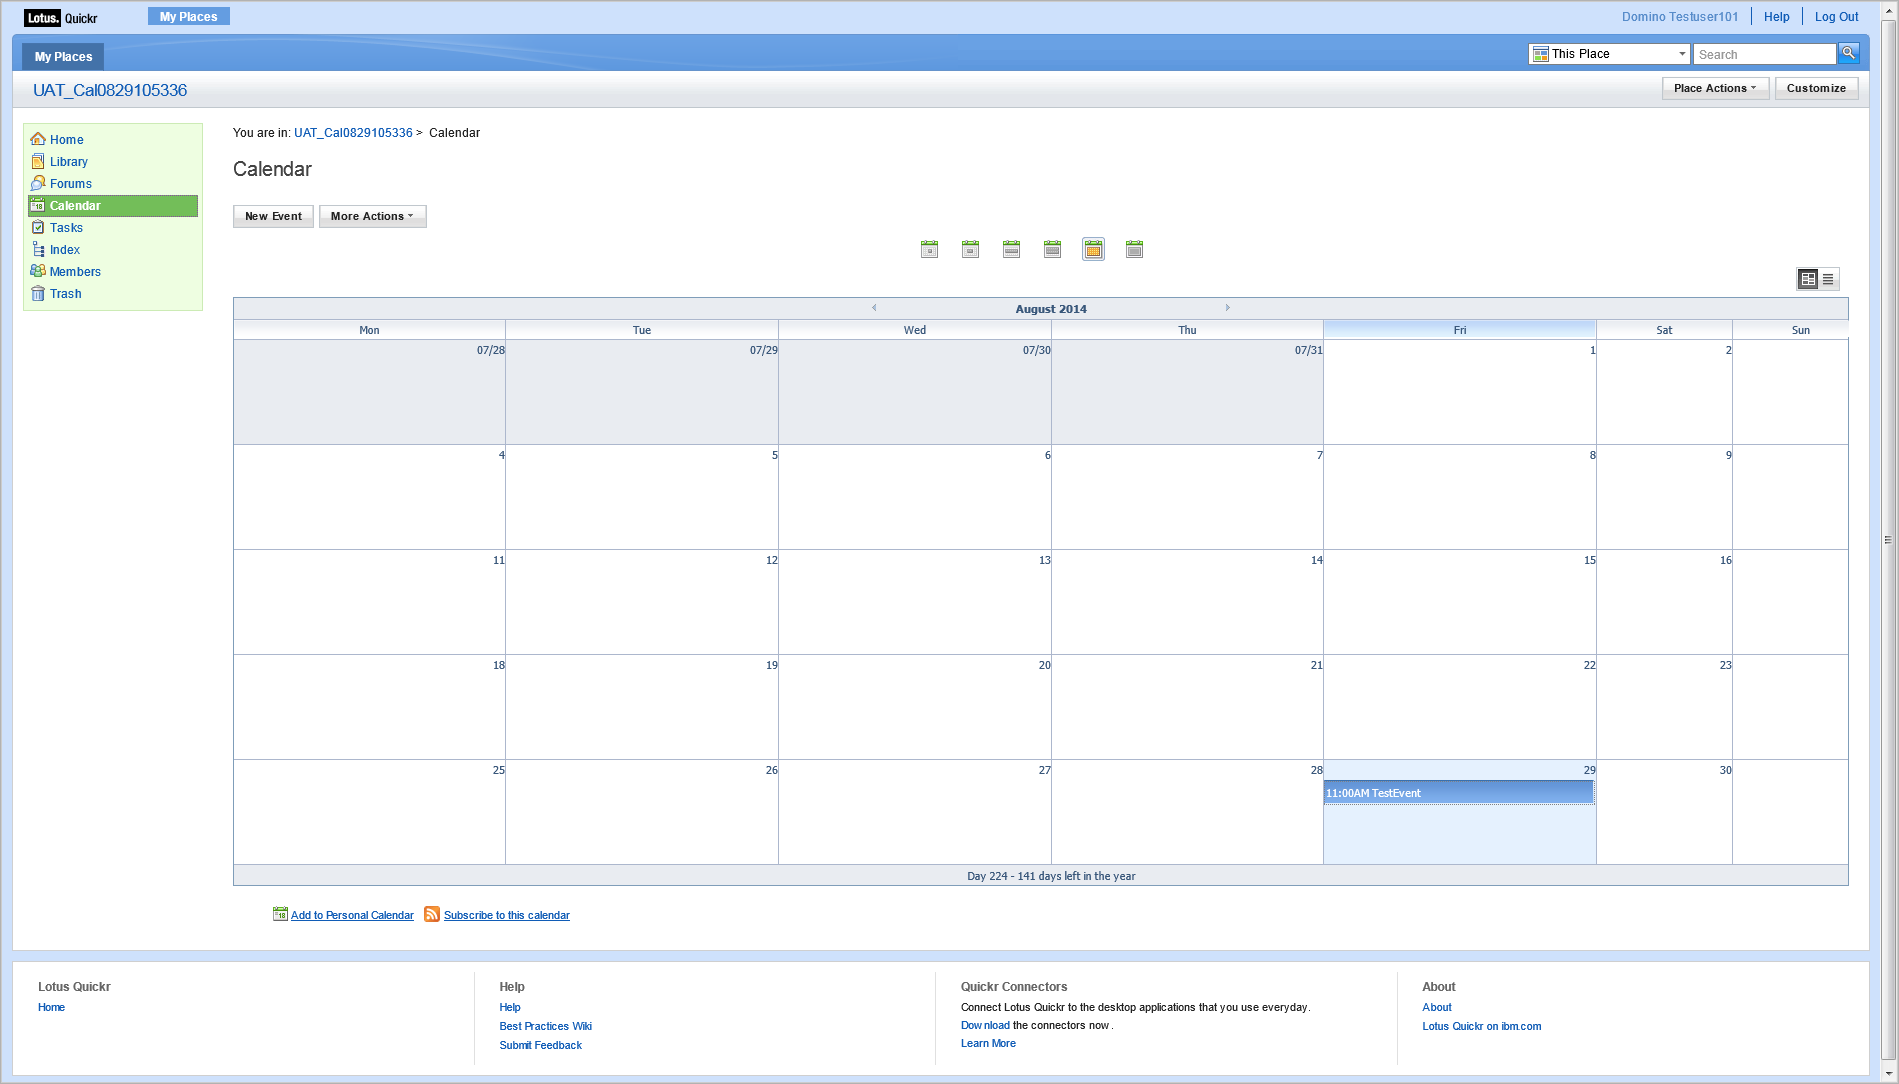 Lotus. Quickr My Places Domino Testuser101 Help Log Out
My Places This Place Search
UAT_Cal0829105336 Place Actions Customize
Home
Library
Forums
Calendar
Tasks
Index
Members
Trash
You are in: UAT_Cal0829105336 > Calendar
Calendar
New Event More Actions
August 2014
Mon Tue Wed Thu Fri Sat Sun
07/28 07/29 07/30 07/31 1 2
4 5 6 7 8 9
11 12 13 14 15 16
18 19 20 21 22 23
25 26 27 28 29 30
11:00AM TestEvent
Day 224 - 141 days left in the year
Add to Personal Calendar Subscribe to this calendar
Lotus Quickr
Home
Help
Help
Best Practices Wiki
Submit Feedback
Quickr Connectors
Connect Lotus Quickr to the desktop applications that you use everyday.
Download the connectors now.
Learn More
About
About
Lotus Quickr on ibm.com